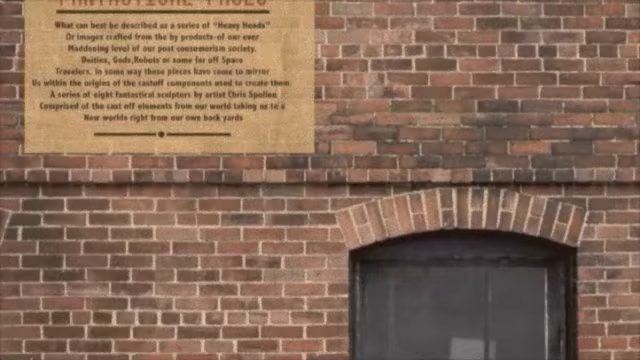 FANTASTICAL FACES
What can best be described as a series of "Heavy Heads"
Or images crafted from the by products-of our ever
Maddening level of our post consumerism society.
Deities, Gods,Robots or some far off Space
Travelers. In some way these pieces have come to mirror
Us within the origins of the castoff components used to create them
A series of eight fantastical sculptors by artist Chris Spollen
Comprised of the cast off elements from our world taking us to a
New worlds right from our own back yards